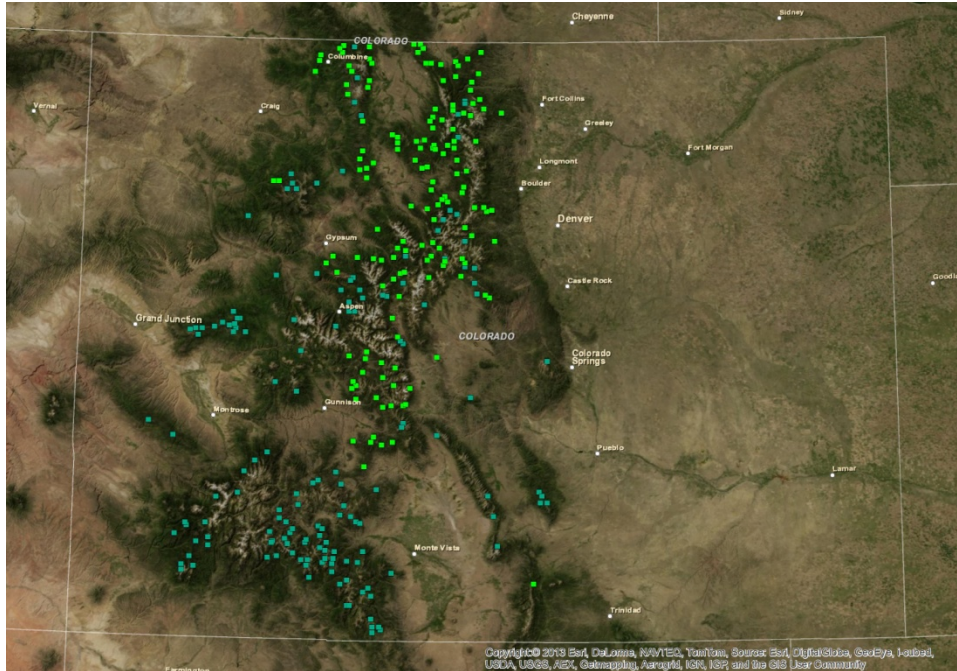 Cheyenne
Sidney
COLORADO
Columbine
Vernal
Craig
Fort Collins
Greeley
Fort Morgan
Longmont
Boulder
Denver
Gypsum
Castle Rock
Goodl
Aspen
Grand Junction
COLORADO
Colorado
Springs
Gunnison
Montrose
Pueblo
Lamar
Monte Vista
Trinidad
Farmington
Copyright:© 2013 Esri, DeLorme, NAVTEQ, TomTom, Source: Esri, DigitalGlobe, GeoEye, i-cubed,
USDA, USGS, AEX, Getmapping, Aerogrid, IGN, IGP, and the GIS User Community